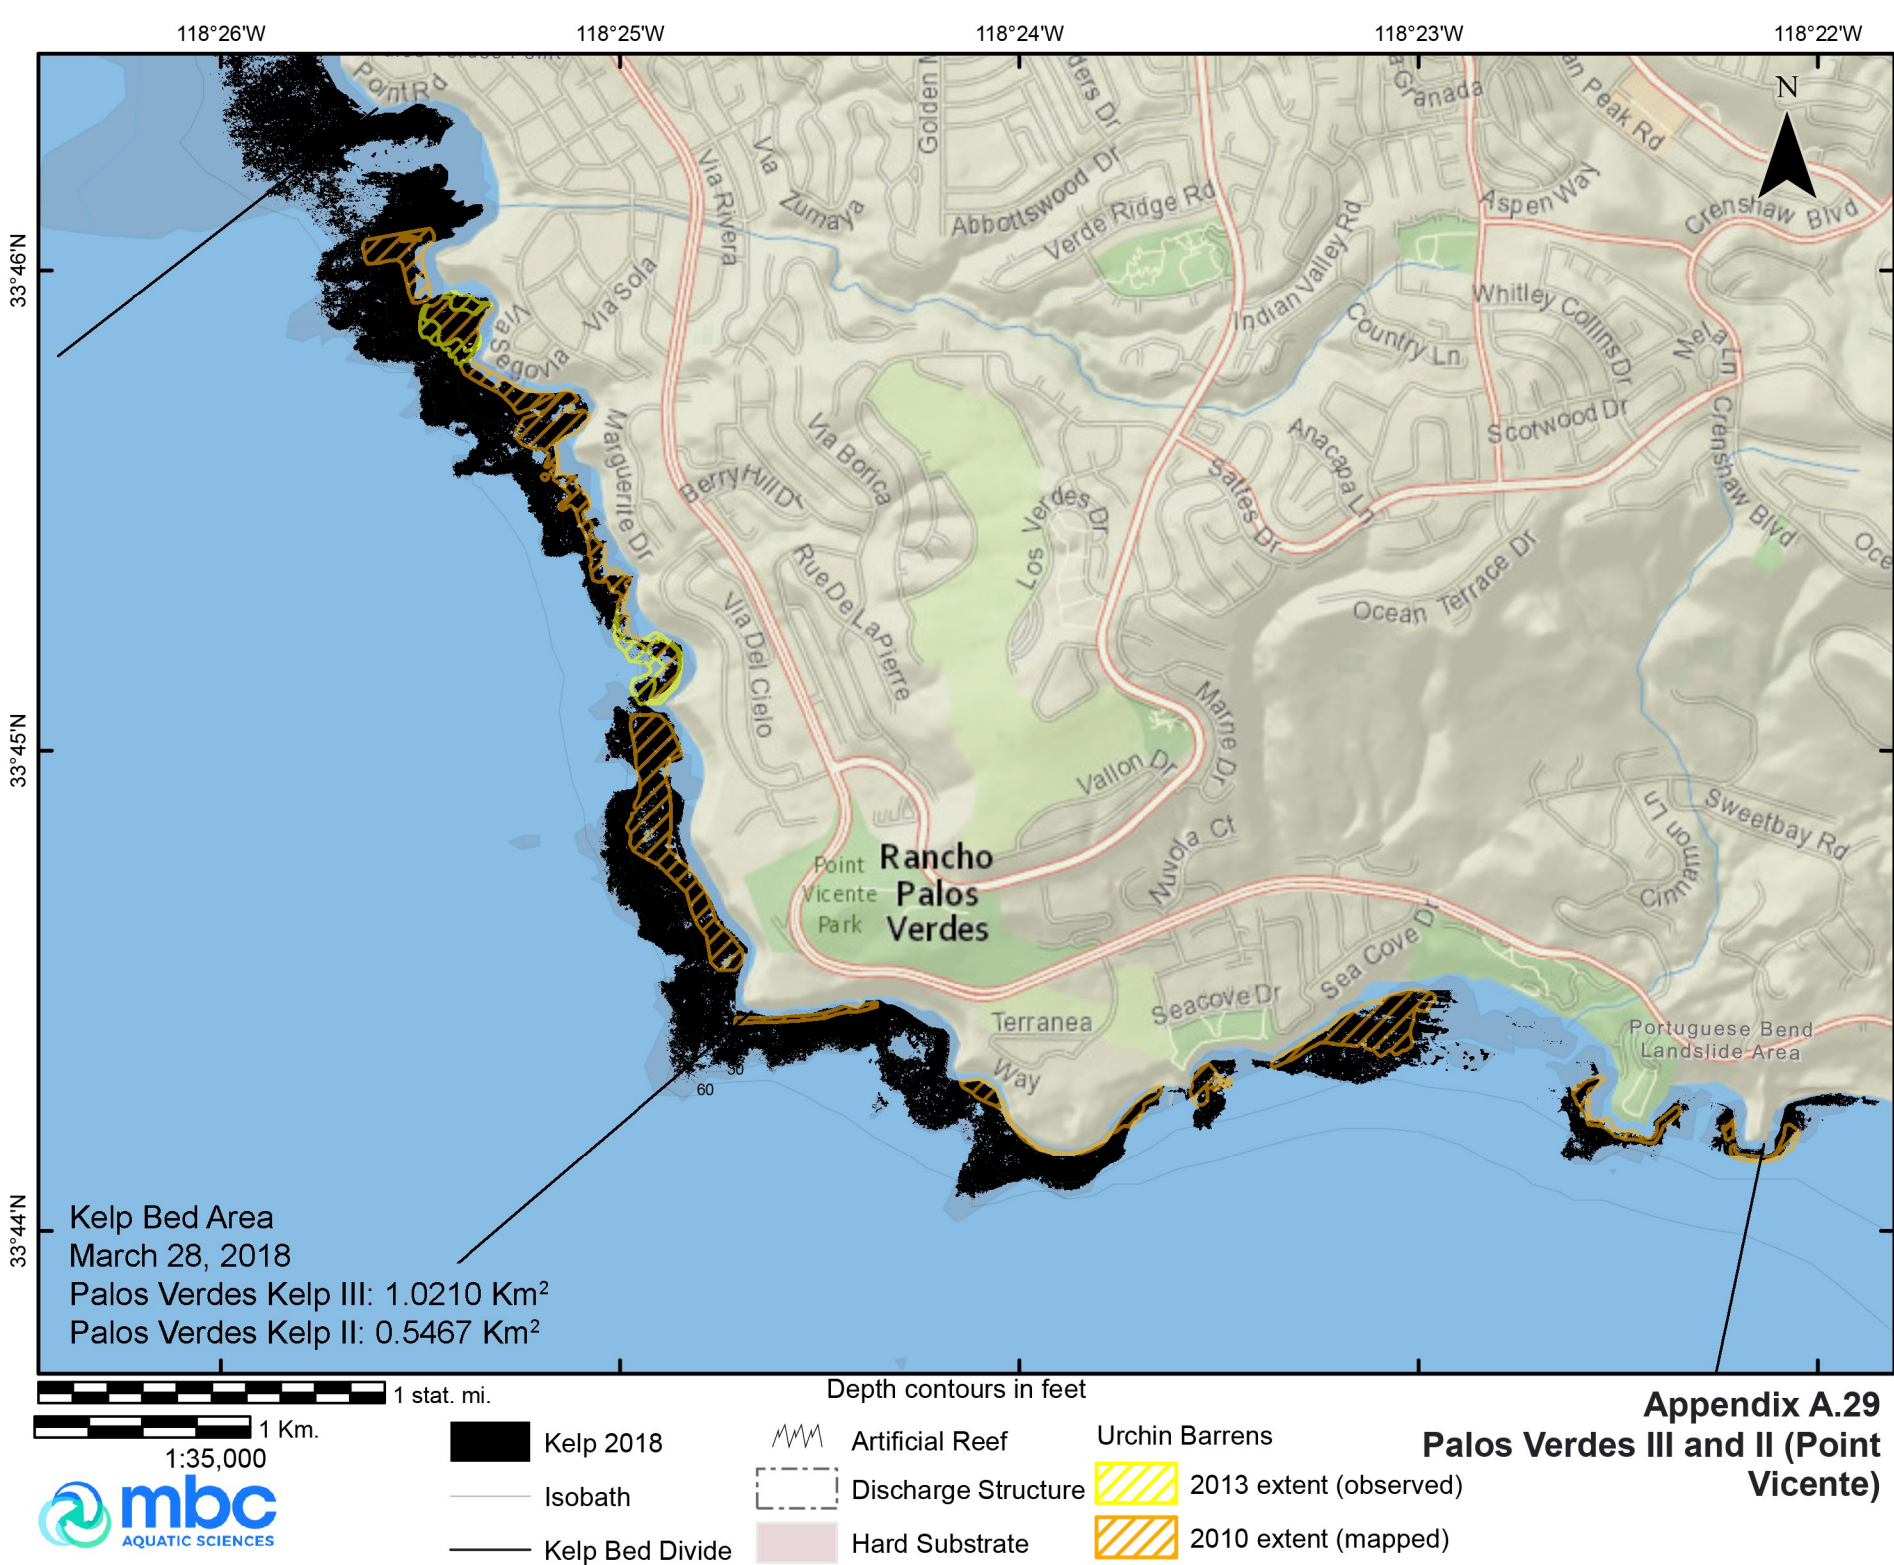 118°26'W
118°25'W
118°24'W
118°23'W
118°22'W
33°46'N
33°45'N
33°44'N
N
Point Rd
Via Rivera
Via
Zumaya
Abbottswood Dr
Verde Ridge Rd
Granada
Peak Rd
Aspen Way
Crenshaw Blvd
Via Sola
Via
Segovia
Indian Valley Rd
Country Ln
Whitley Collins Dr
Mela Ln
Scotwood Dr
Crenshaw Blvd
Marguerite Dr
Berry Hill Dr
Via Borica
Los Verdes Dr
Sattes Dr
Anacapa Ln
Ocean Terrace Dr
Rue De La Pierre
Via Del Cielo
Marne Dr
Vallon Dr
Nuvola Ct
Cinnamon Ln
Sweetbay Rd
Point
Vicente
Park
Rancho
Palos
Verdes
Sea Cove Dr
Seacove Dr
Terranea
Way
Portuguese Bend
Landslide Area
30
60
Kelp Bed Area
March 28, 2018
Palos Verdes Kelp III: 1.0210 Km²
Palos Verdes Kelp II: 0.5467 Km²
1 stat. mi.
1 Km.
1:35,000
mbc
AQUATIC SCIENCES
Depth contours in feet
Kelp 2018
Isobath
Kelp Bed Divide
Artificial Reef
Discharge Structure
Hard Substrate
Urchin Barrens
2013 extent (observed)
2010 extent (mapped)
Appendix A.29
Palos Verdes III and II (Point
Vicente)